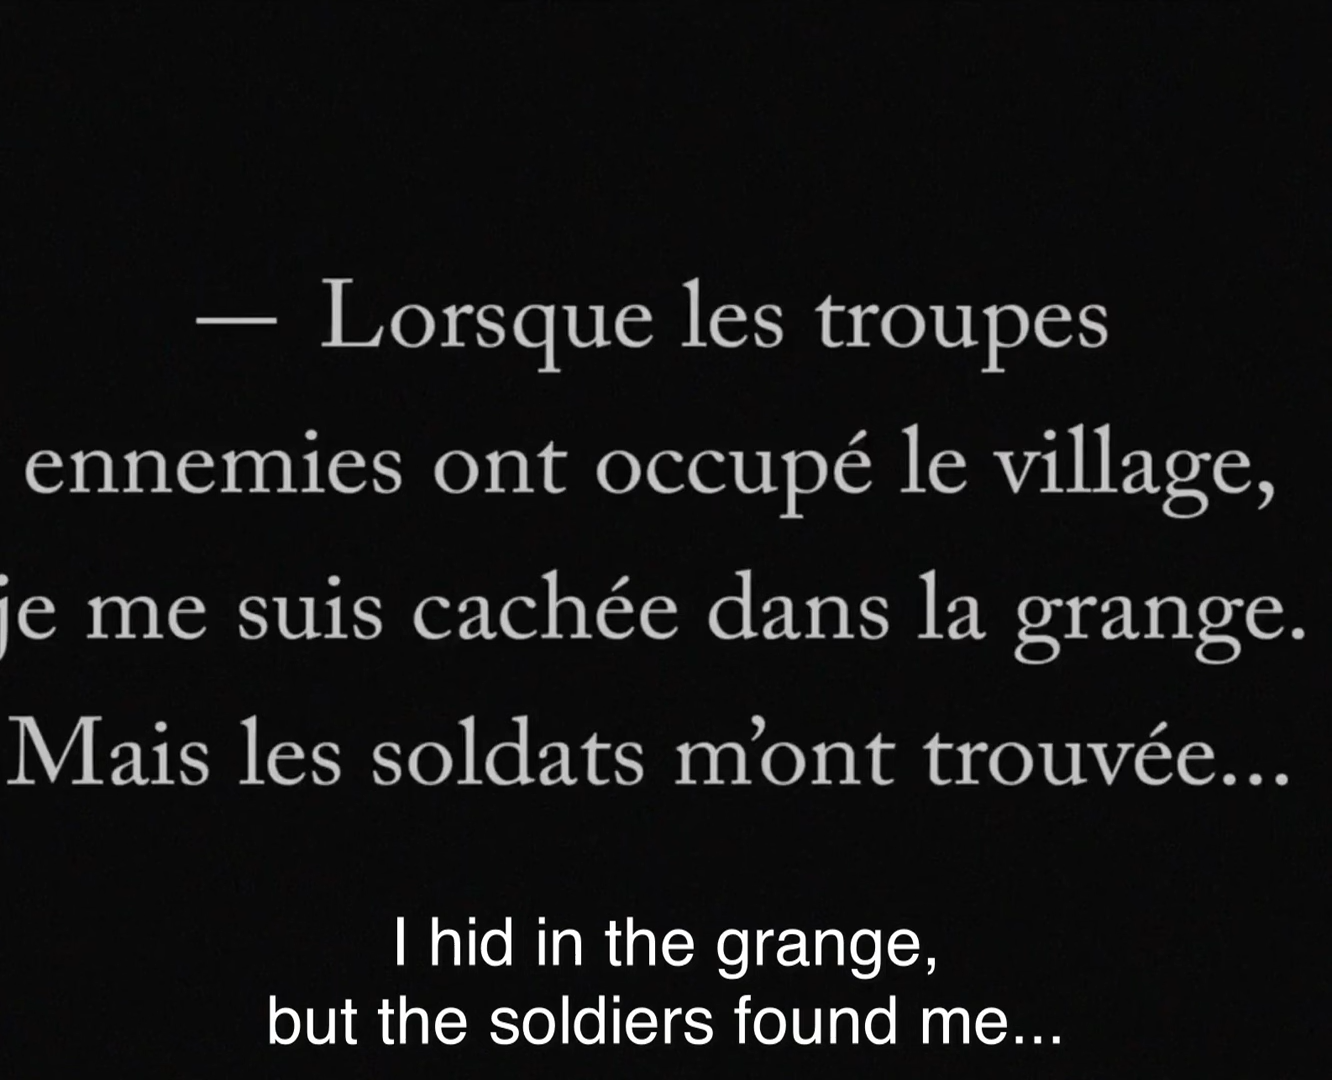 — Lorsque les troupes
ennemies ont occupé le village,
je me suis cachée dans la grange.
Mais les soldats m’ont trouvée...
I hid in the grange,
but the soldiers found me...